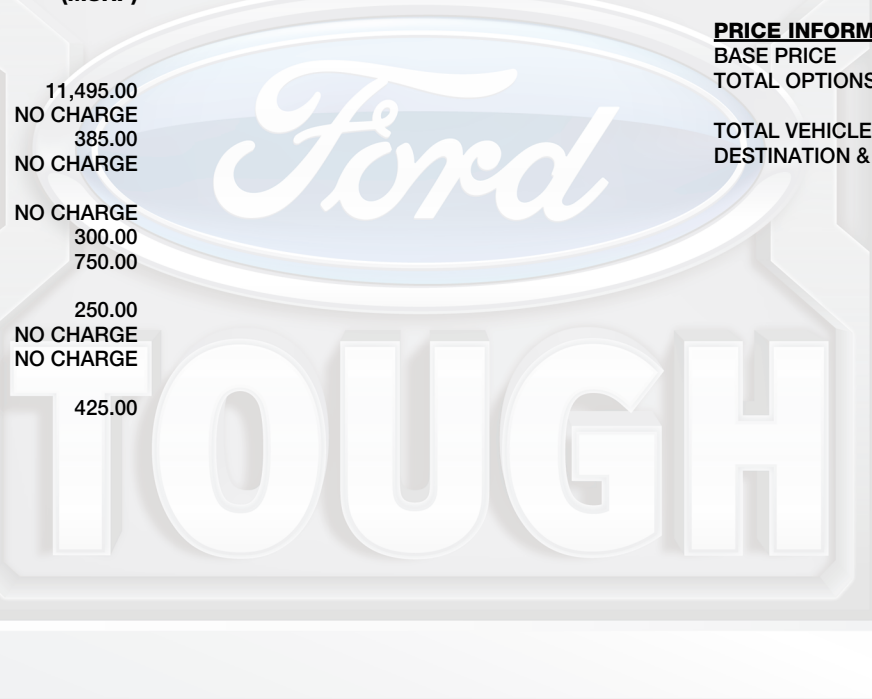 (MSRP)
11,495.00
NO CHARGE
385.00
NO CHARGE
NO CHARGE
300.00
750.00
250.00
NO CHARGE
NO CHARGE
425.00
PRICE INFORM
BASE PRICE
TOTAL OPTIONS
TOTAL VEHICLE
DESTINATION &
Ford
TOUGH